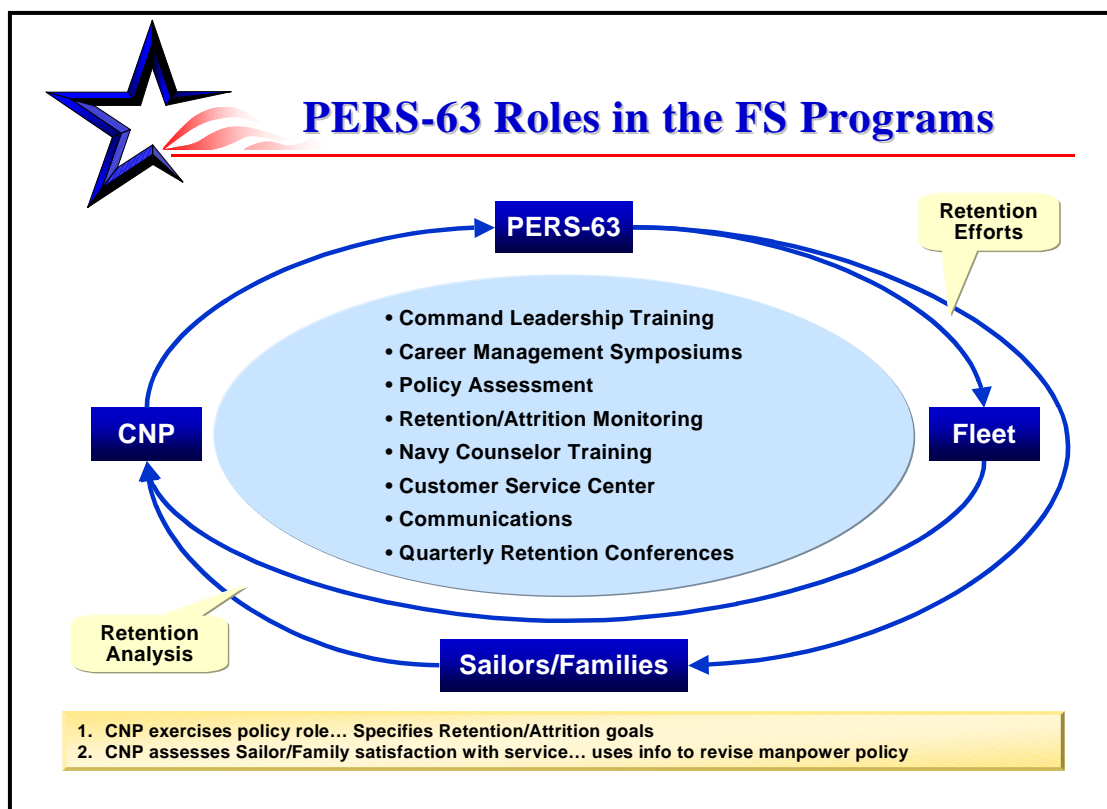 PERS-63 Roles in the FS Programs
PERS-63
Retention
Efforts
• Command Leadership Training
• Career Management Symposiums
• Policy Assessment
• Retention/Attrition Monitoring
• Navy Counselor Training
• Customer Service Center
• Communications
• Quarterly Retention Conferences
CNP
Fleet
Retention
Analysis
Sailors/Families
1. CNP exercises policy role… Specifies Retention/Attrition goals
2. CNP assesses Sailor/Family satisfaction with service… uses info to revise manpower policy